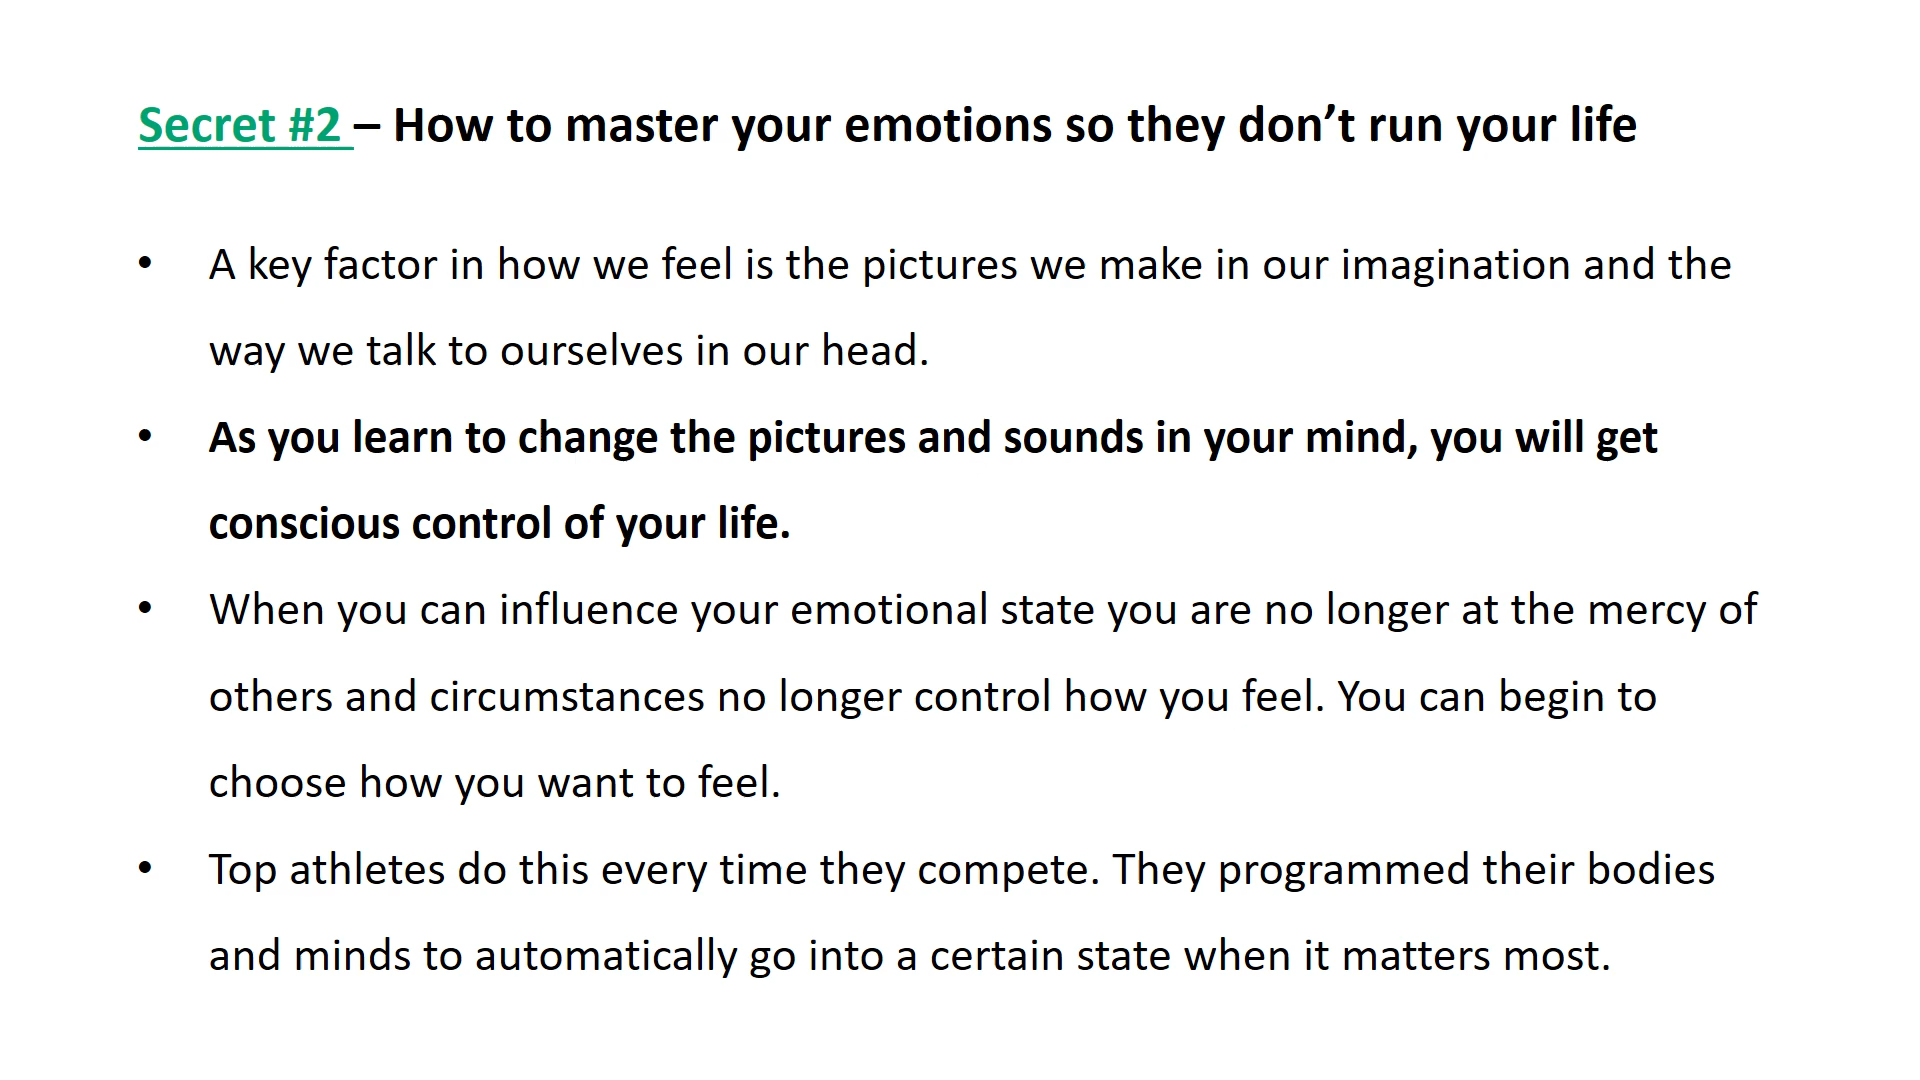 Secret #2 – How to master your emotions so they don’t run your life
• A key factor in how we feel is the pictures we make in our imagination and the
way we talk to ourselves in our head.
• As you learn to change the pictures and sounds in your mind, you will get
conscious control of your life.
• When you can influence your emotional state you are no longer at the mercy of
others and circumstances no longer control how you feel. You can begin to
choose how you want to feel.
• Top athletes do this every time they compete. They programmed their bodies
and minds to automatically go into a certain state when it matters most.